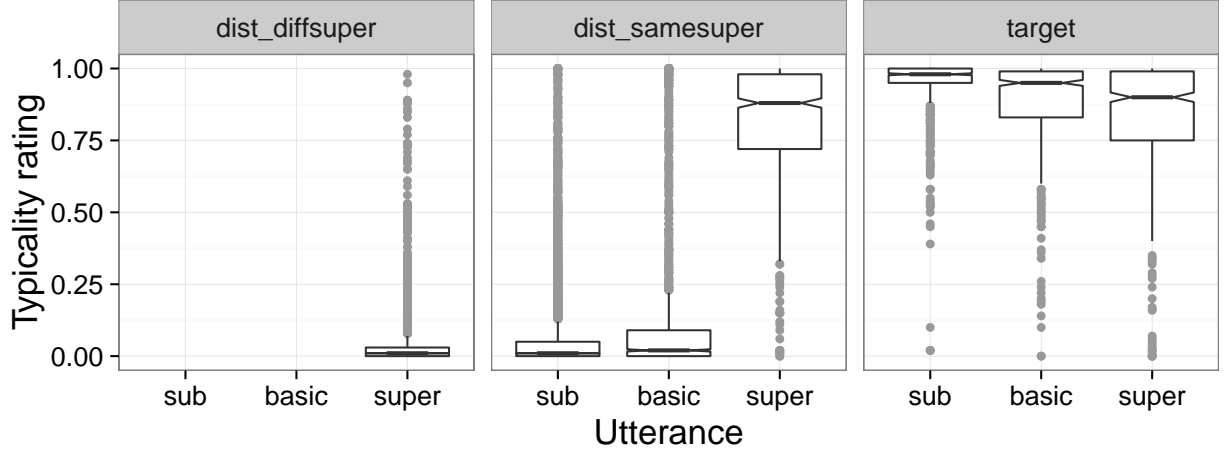 dist_diffsuper dist_samesuper target
Typicality rating
1.00
0.75
0.50
0.25
0.00
sub basic super sub basic super sub basic super
Utterance